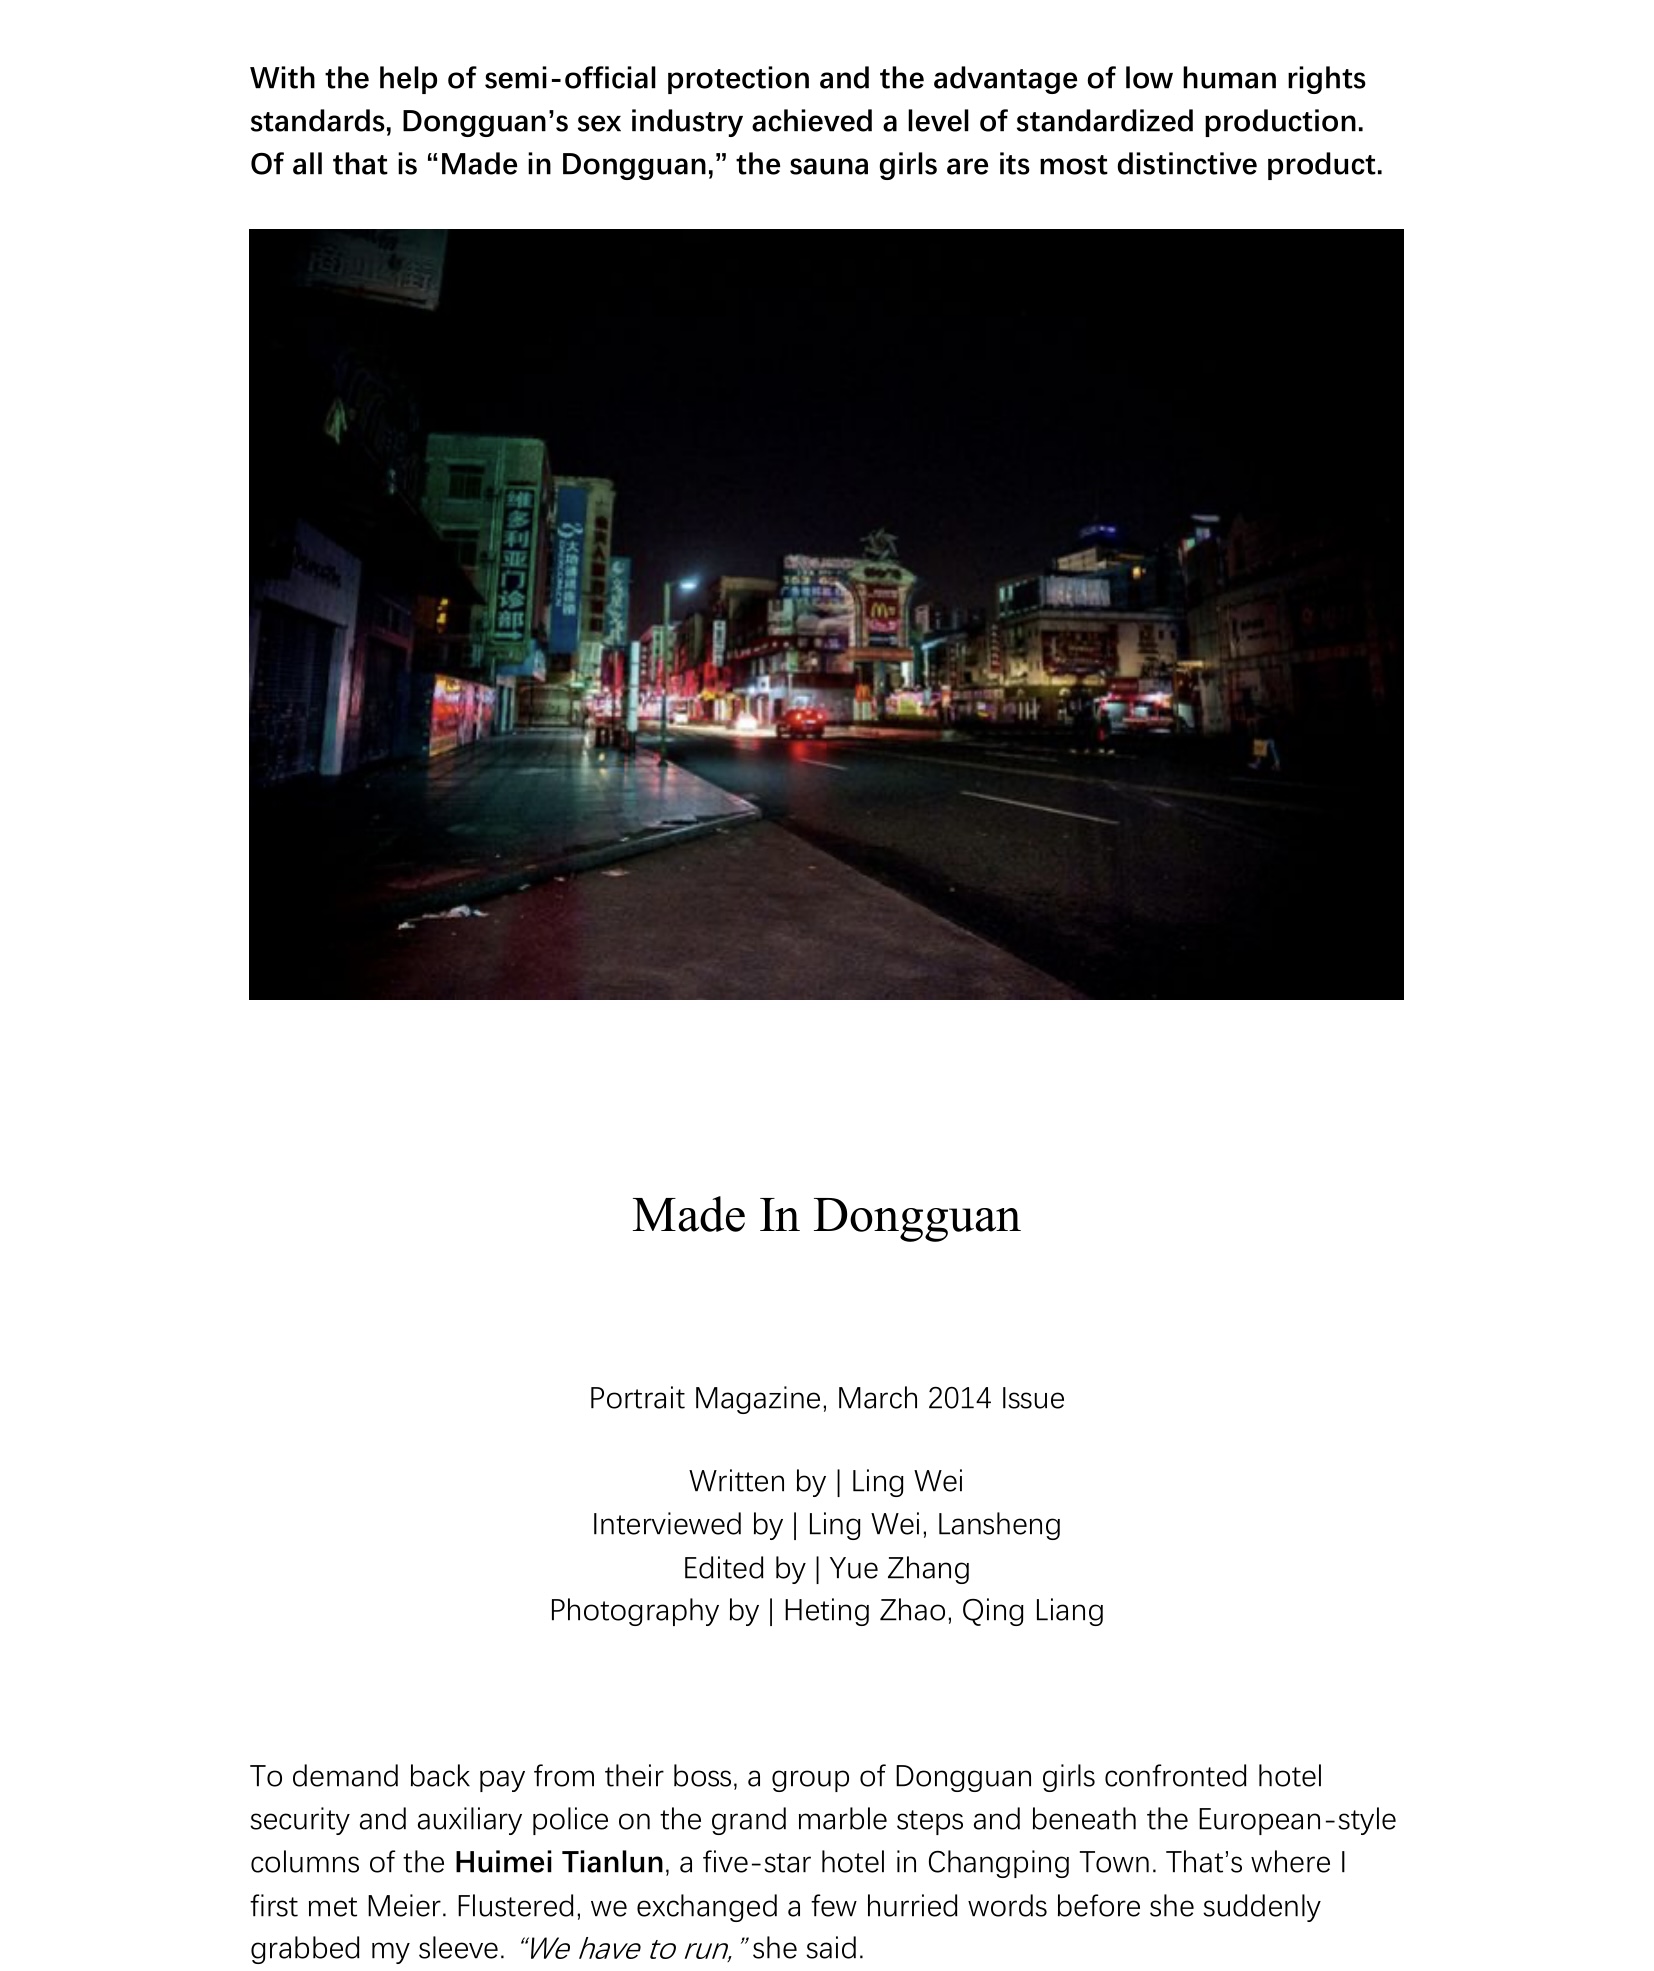 With the help of semi-official protection and the advantage of low human rights
standards, Dongguan’s sex industry achieved a level of standardized production.
Of all that is “Made in Dongguan,” the sauna girls are its most distinctive product.
维多利亚门诊部
Made In Dongguan
Portrait Magazine, March 2014 Issue
Written by | Ling Wei
Interviewed by | Ling Wei, Lansheng
Edited by | Yue Zhang
Photography by | Heting Zhao, Qing Liang
To demand back pay from their boss, a group of Dongguan girls confronted hotel
security and auxiliary police on the grand marble steps and beneath the European-style
columns of the Huimei Tianlun, a five-star hotel in Changping Town. That’s where I
first met Meier. Flustered, we exchanged a few hurried words before she suddenly
grabbed my sleeve. “We have to run,” she said.